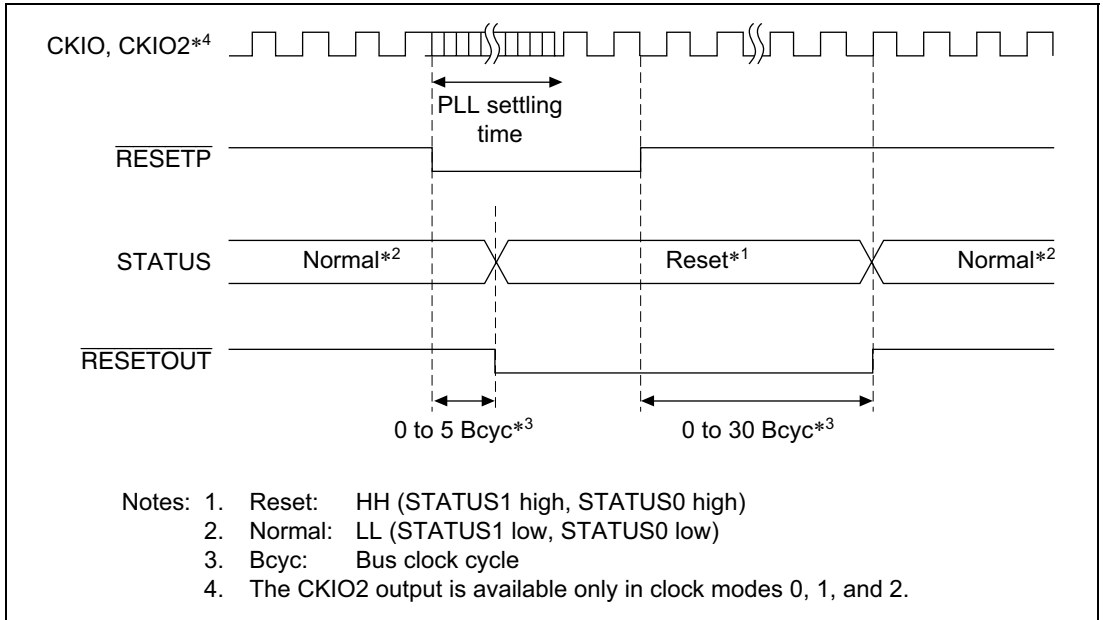 CKIO, CKIO2*4
PLL settling
time
RESETP
STATUS
Normal*2
Reset*1
Normal*2
RESETOUT
0 to 5 Bcyc*3
0 to 30 Bcyc*3
Notes: 1. Reset: HH (STATUS1 high, STATUS0 high)
2. Normal: LL (STATUS1 low, STATUS0 low)
3. Bcyc: Bus clock cycle
4. The CKIO2 output is available only in clock modes 0, 1, and 2.